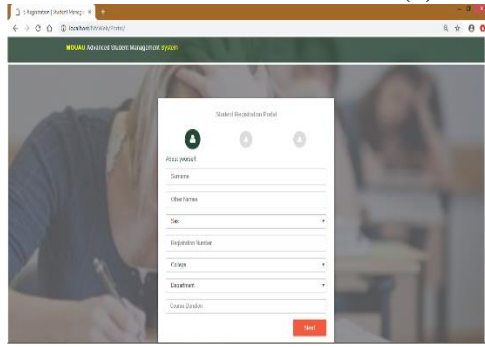 localhost
MOUAU Advanced Student Management System
Student Registration Portal
About yourself
Surname
Other Names
Sex
Registration Number
College
Department
Course Duration
Next